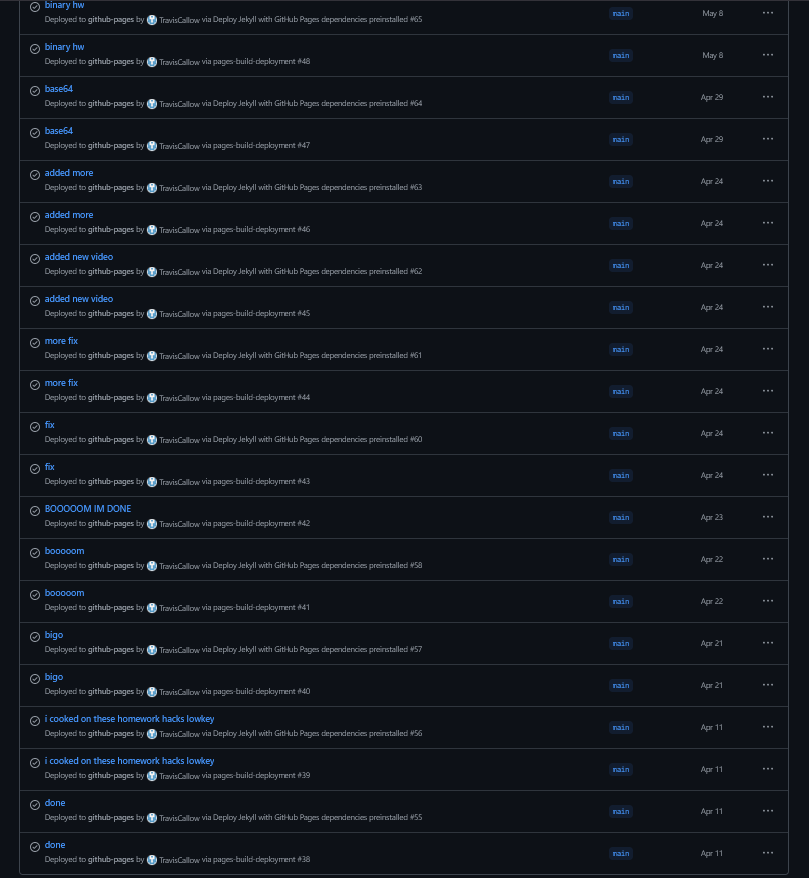 binary hw
Deployed to github-pages by TravisCallow via Deploy Jekyll with GitHub Pages dependencies preinstalled #65
main
May 8
binary hw
Deployed to github-pages by TravisCallow via pages-build-deployment #48
main
May 8
base64
Deployed to github-pages by TravisCallow via Deploy Jekyll with GitHub Pages dependencies preinstalled #64
main
Apr 29
base64
Deployed to github-pages by TravisCallow via pages-build-deployment #47
main
Apr 29
added more
Deployed to github-pages by TravisCallow via Deploy Jekyll with GitHub Pages dependencies preinstalled #63
main
Apr 24
added more
Deployed to github-pages by TravisCallow via pages-build-deployment #46
main
Apr 24
added new video
Deployed to github-pages by TravisCallow via Deploy Jekyll with GitHub Pages dependencies preinstalled #62
main
Apr 24
added new video
Deployed to github-pages by TravisCallow via pages-build-deployment #45
main
Apr 24
more fix
Deployed to github-pages by TravisCallow via Deploy Jekyll with GitHub Pages dependencies preinstalled #61
main
Apr 24
more fix
Deployed to github-pages by TravisCallow via pages-build-deployment #44
main
Apr 24
fix
Deployed to github-pages by TravisCallow via Deploy Jekyll with GitHub Pages dependencies preinstalled #60
main
Apr 24
fix
Deployed to github-pages by TravisCallow via pages-build-deployment #43
main
Apr 24
BOOOOOM IM DONE
Deployed to github-pages by TravisCallow via pages-build-deployment #42
main
Apr 23
booooom
Deployed to github-pages by TravisCallow via Deploy Jekyll with GitHub Pages dependencies preinstalled #58
main
Apr 22
booooom
Deployed to github-pages by TravisCallow via pages-build-deployment #41
main
Apr 22
bigo
Deployed to github-pages by TravisCallow via Deploy Jekyll with GitHub Pages dependencies preinstalled #57
main
Apr 21
bigo
Deployed to github-pages by TravisCallow via pages-build-deployment #40
main
Apr 21
i cooked on these homework hacks lowkey
Deployed to github-pages by TravisCallow via Deploy Jekyll with GitHub Pages dependencies preinstalled #56
main
Apr 11
i cooked on these homework hacks lowkey
Deployed to github-pages by TravisCallow via pages-build-deployment #39
main
Apr 11
done
Deployed to github-pages by TravisCallow via Deploy Jekyll with GitHub Pages dependencies preinstalled #55
main
Apr 11
done
Deployed to github-pages by TravisCallow via pages-build-deployment #38
main
Apr 11